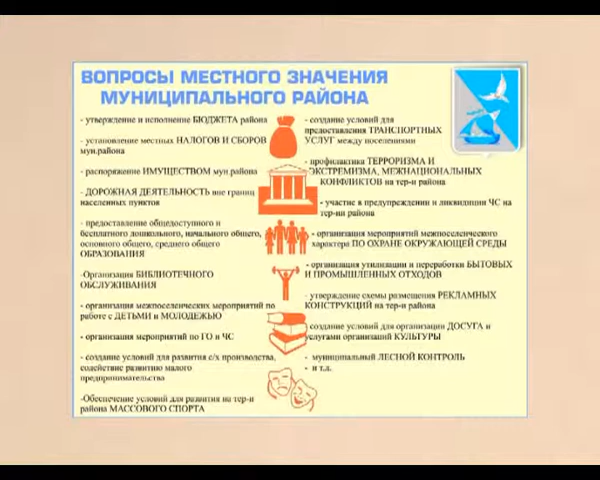 ВОПРОСЫ МЕСТНОГО ЗНАЧЕНИЯ
МУНИЦИПАЛЬНОГО РАЙОНА
- утверждение и исполнение БЮДЖЕТА района
- установление местных НАЛОГОВ И СБОРОВ
мун.района
- распоряжение ИМУЩЕСТВОМ мун района
- ДОРОЖНАЯ ДЕЯТЕЛЬНОСТЬ вне границ
населенных пунктов
- предоставление общедоступного и
бесплатного дошкольного, начального общего,
основного общего, среднего общего
ОБРАЗОВАНИЯ
-Организация БИБЛИОТЕЧНОГО
ОБСЛУЖИВАНИЯ
- организация межпоселенческих мероприятий по
работе с ДЕТЬМИ И МОЛОДЕЖЬЮ
- организация мероприятий по ГО и ЧС
- создание условий для развития с/х производства,
содействие развитию малого
предпринимательства
-Обеспечение условий для развития на тер-и
района МАССОВОГО СПОРТА
- создание условий для
предоставления ТРАНСПОРТНЫХ
УСЛУГ между поселениями
- профилактика ТЕРРОРИЗМА И
ЭКСТРЕМИЗМА, МЕЖНАЦИОНАЛЬНЫХ
КОНФЛИКТОВ на тер-и района
- участие в предупреждении и ликвидации ЧС на
тер-ии района
- организация мероприятий межпоселенческого
характера ПО ОХРАНЕ ОКРУЖАЮЩЕЙ СРЕДЫ
- организация утилизации и переработки БЫТОВЫХ
И ПРОМЫШЛЕННЫХ ОТХОДОВ
- утверждение схемы размещения РЕКЛАМНЫХ
КОНСТРУКЦИЙ на тер-и района
- создание условий для организации ДОСУГА и
услугами организаций КУЛЬТУРЫ
- муниципальный ЛЕСНОЙ КОНТРОЛЬ
- и т.д.